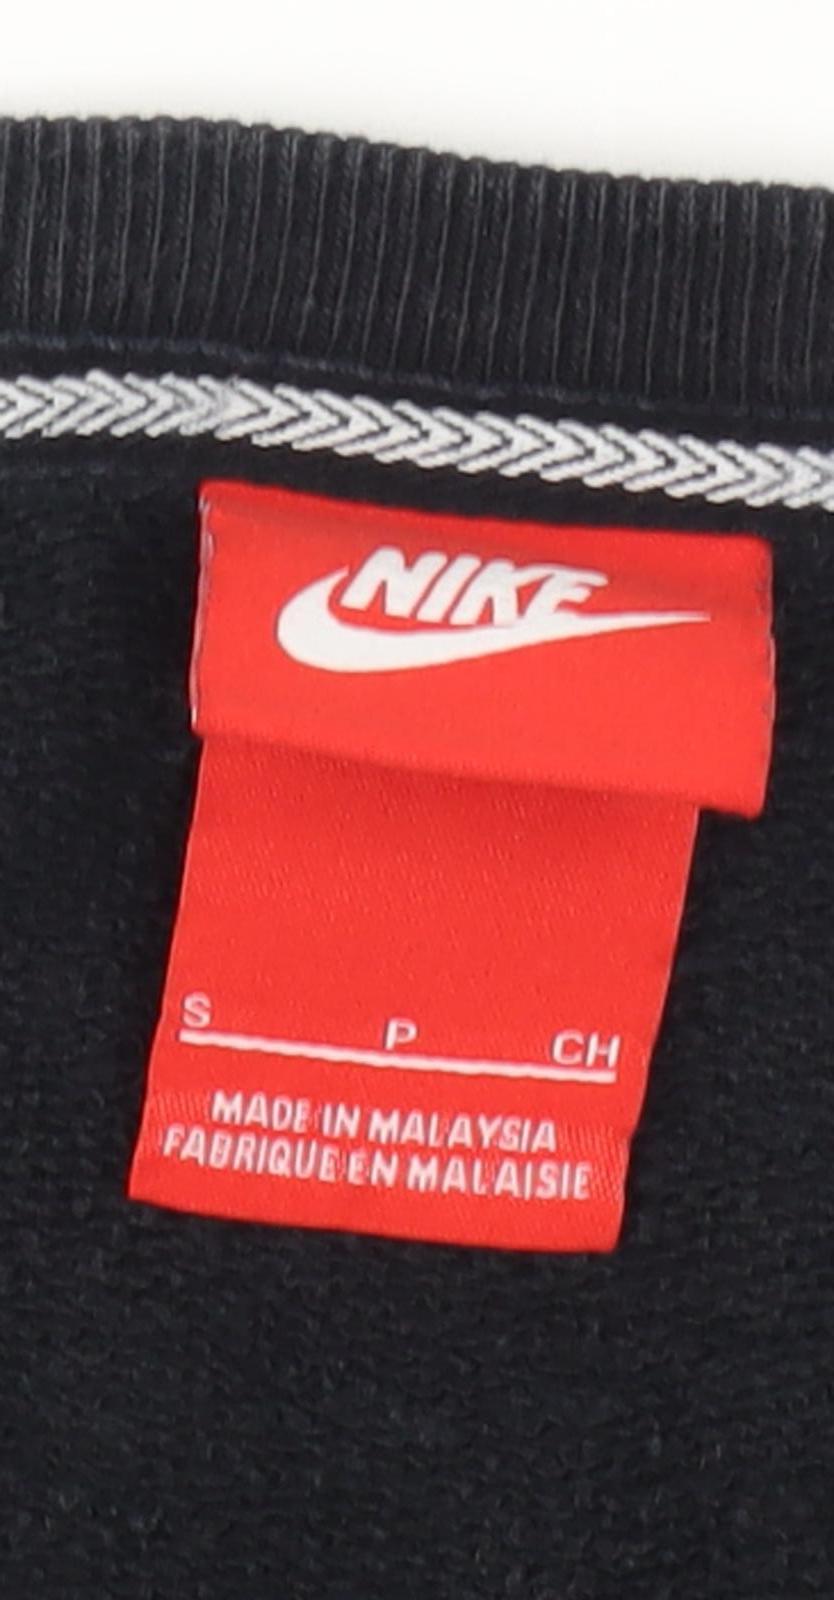 NIKE
S P CH
MADE IN MALAYSIA
FABRIQUE EN MALAISIE